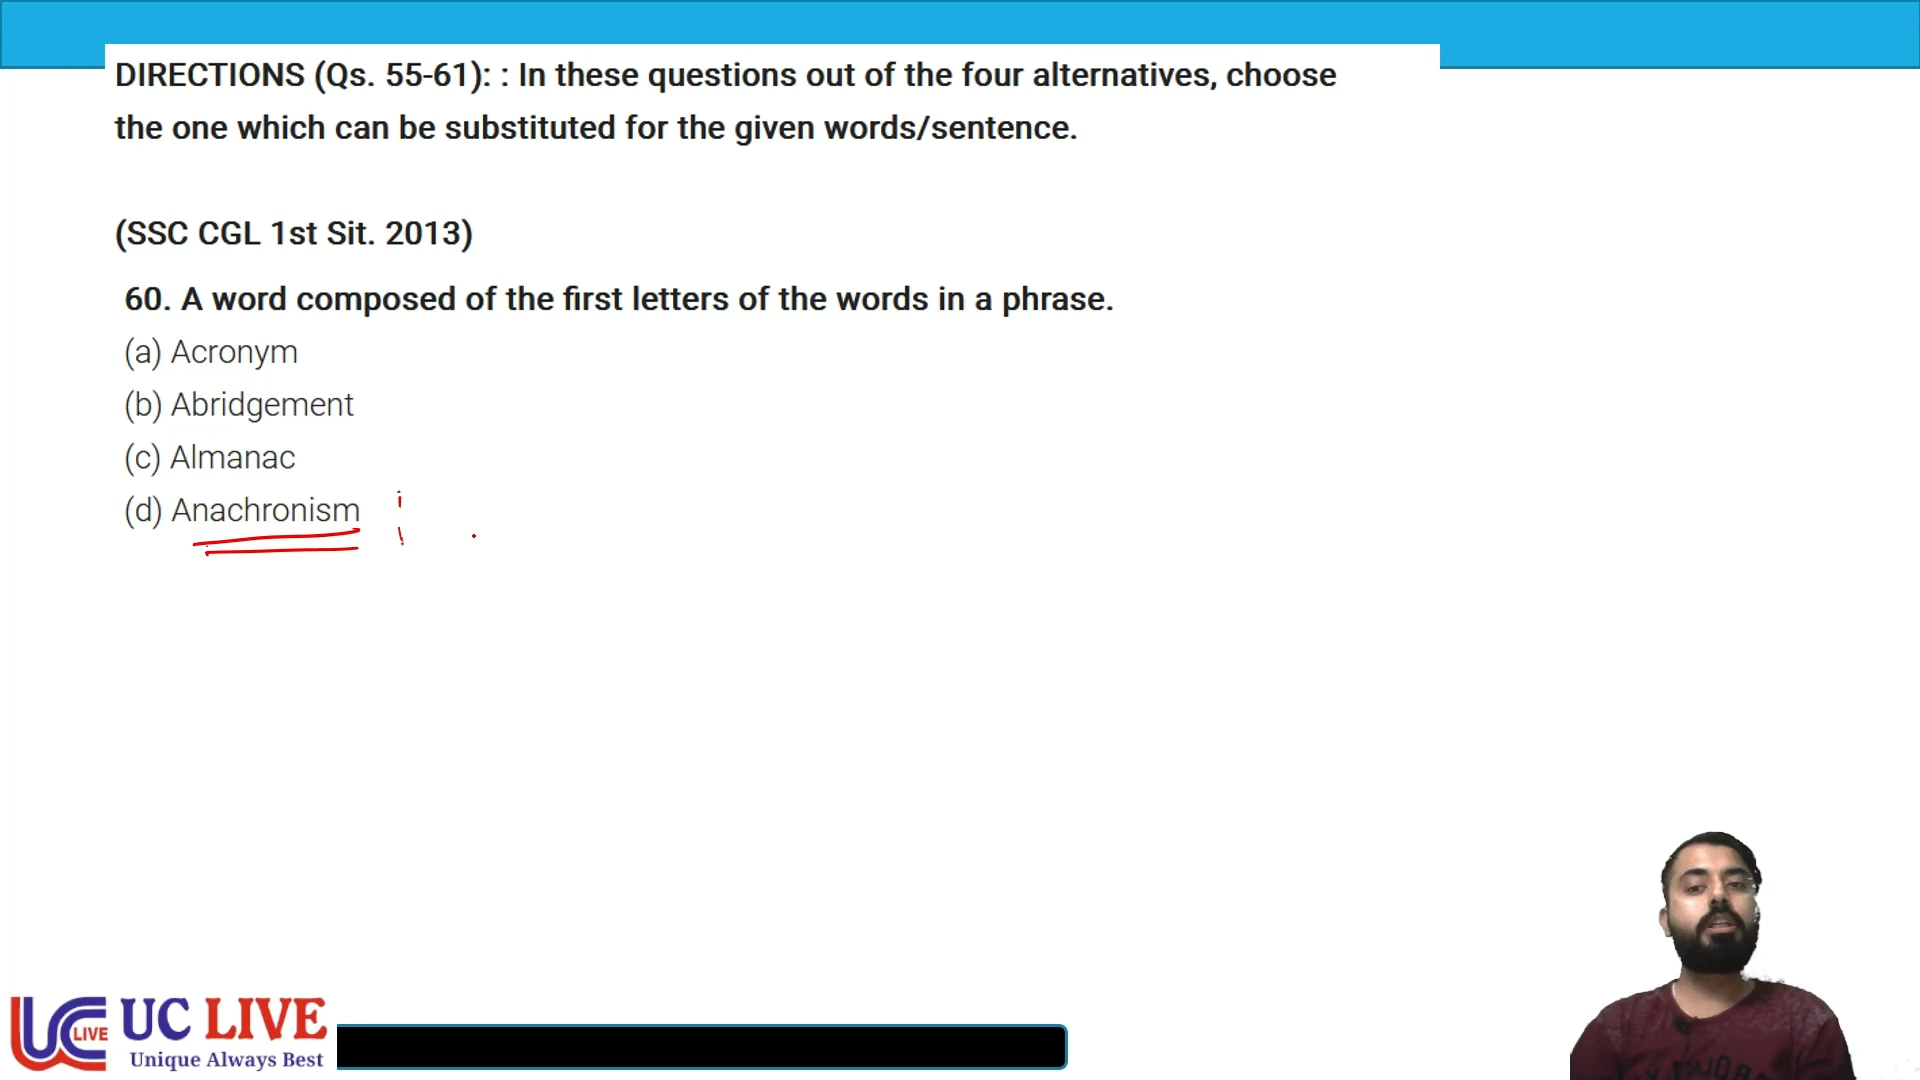 DIRECTIONS (Qs. 55-61): : In these questions out of the four alternatives, choose
the one which can be substituted for the given words/sentence.
(SSC CGL 1st Sit. 2013)
60. A word composed of the first letters of the words in a phrase.
(a) Acronym
(b) Abridgement
(c) Almanac
(d) Anachronism
UC LIVE
LIVE
Unique Always Best